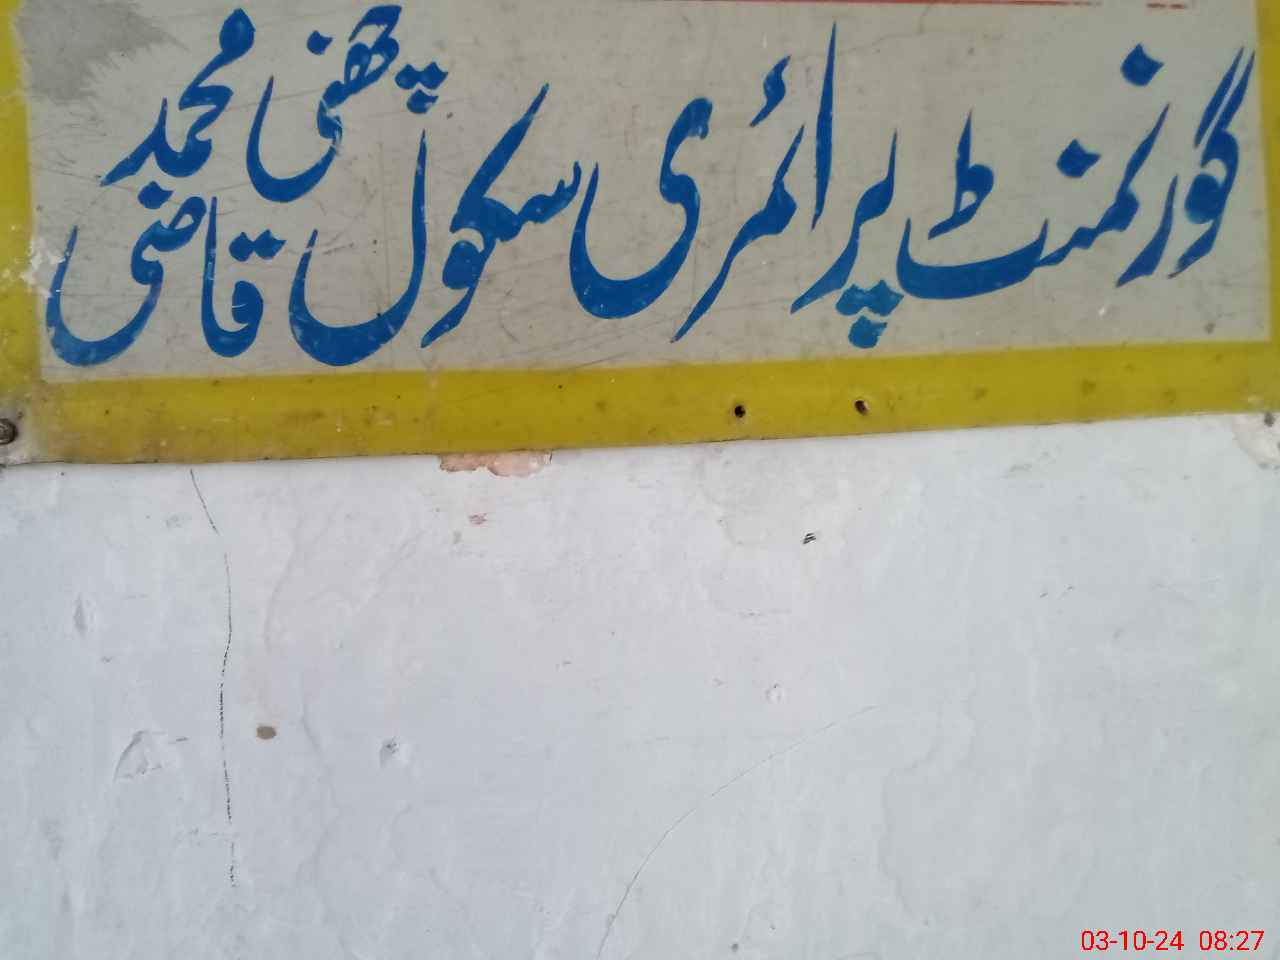 گورنمنٹ پرائمری سکول چھنی محمد قاضی
03-10-24 08:27